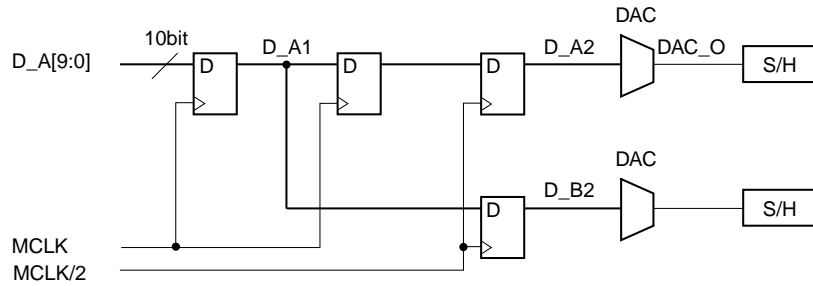 DAC
10bit
D_A[9:0]
D
D_A1
D
D
D_A2
DAC_O
S/H
DAC
D
D_B2
S/H
MCLK
MCLK/2